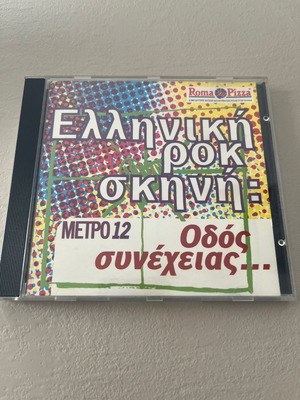 Roma Pizza
Ελληνική
ροκ
σκηνή:
ΜΕΤΡΟ 12
Οδός
συνέχειας...